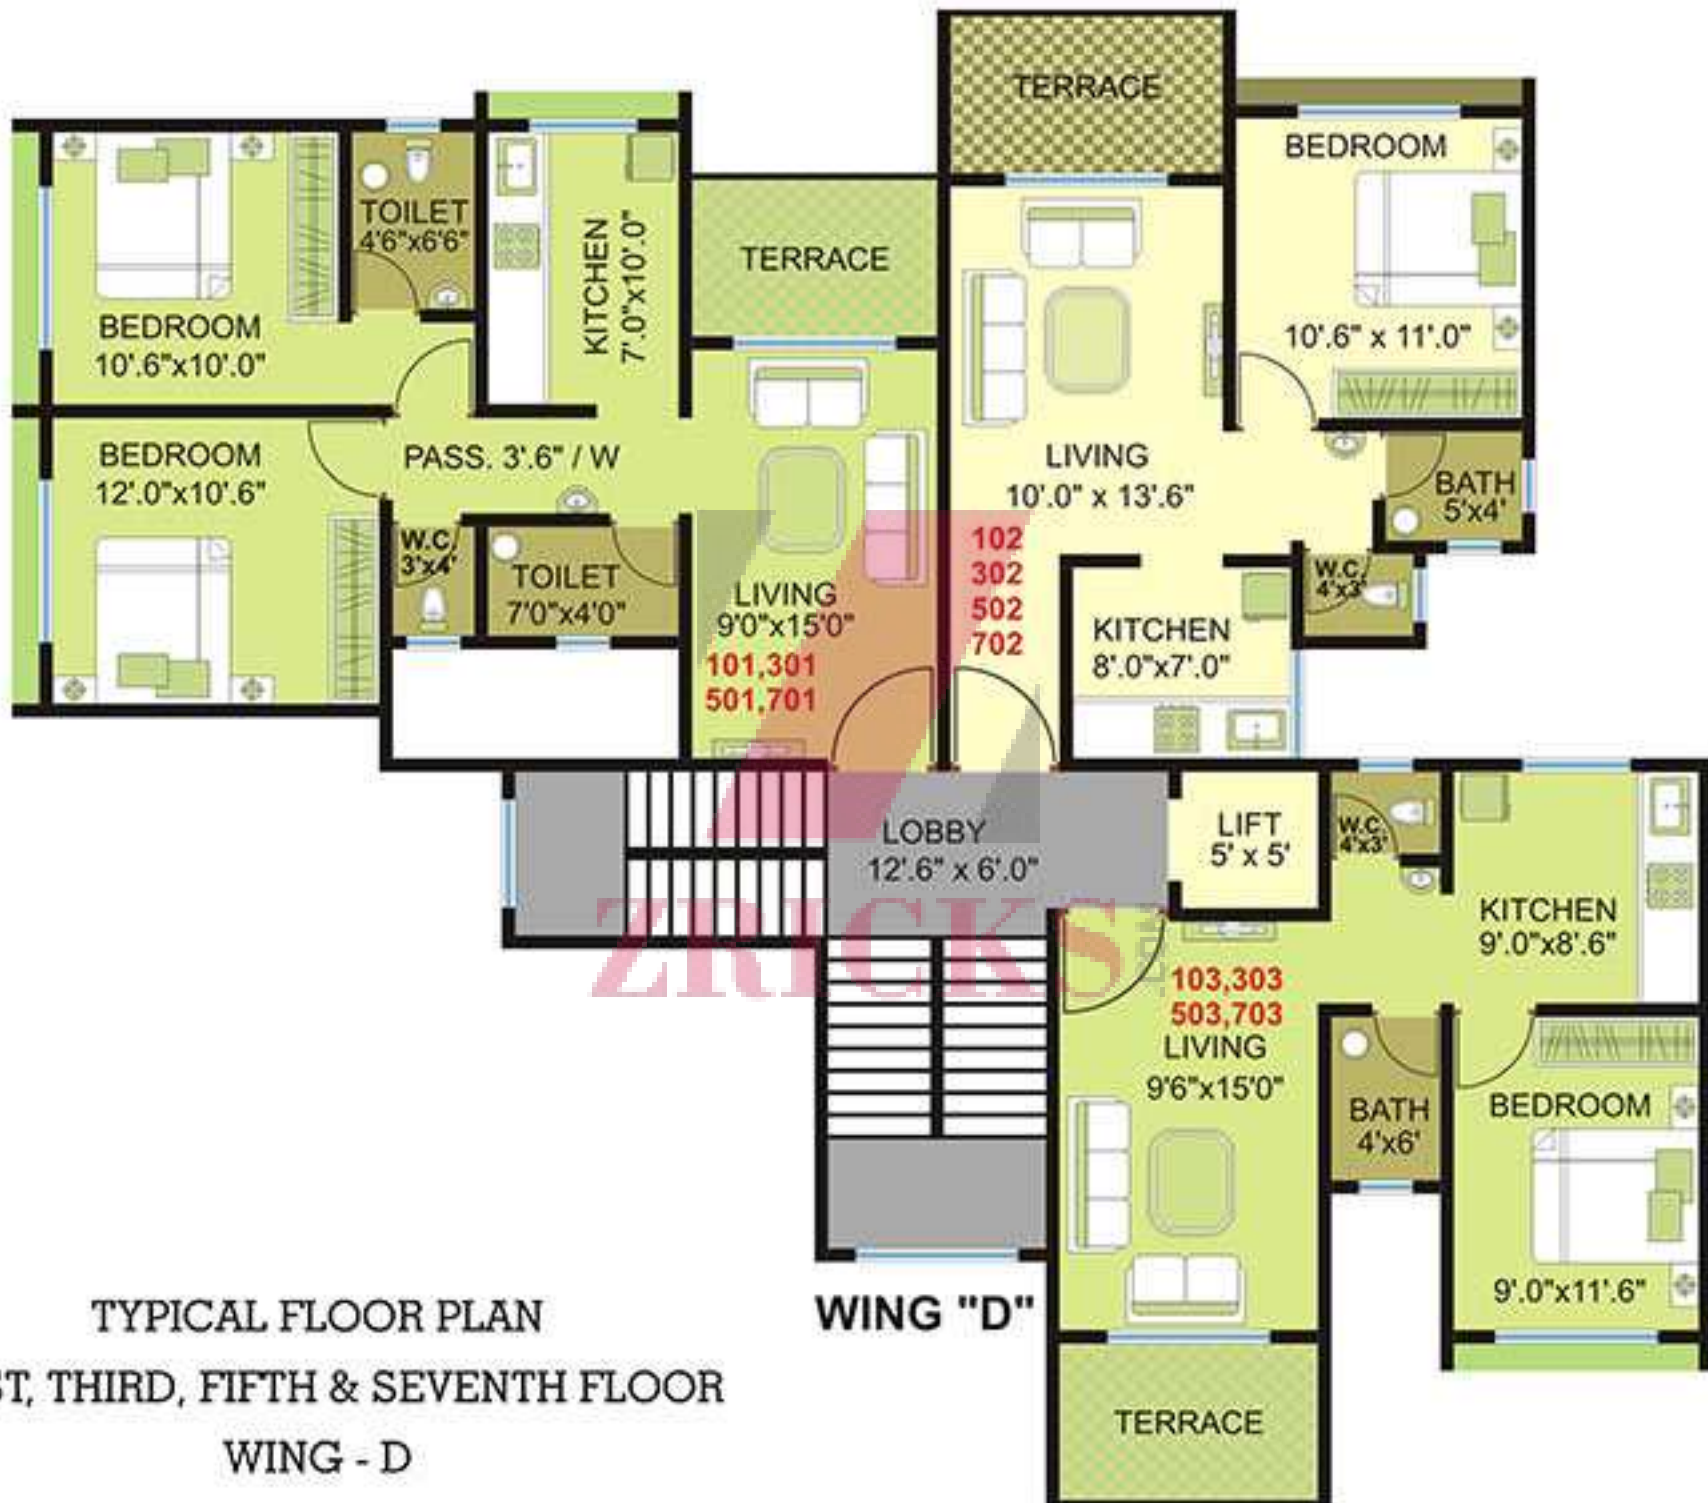 TERRACE
BEDROOM
10'.6" x 11'.0"
TOILET
4'6"x6'6"
KITCHEN
7'.0"x10'.0"
TERRACE
BEDROOM
10'.6"x10'.0"
BEDROOM
12'.0"x10'.6"
PASS. 3'.6" / W
LIVING
10'.0" x 13'.6"
102
302
502
702
BATH
5'x4'
W.C.
3'x4'
TOILET
7'0"x4'0"
LIVING
9'0"x15'0"
101,301
501,701
W.C.
4'x3'
KITCHEN
8'.0"x7'.0"
LOBBY
12'.6" x 6'.0"
LIFT
5' x 5'
W.C.
4'x3'
KITCHEN
9'.0"x8'.6"
ZRICKS
103,303
503,703
LIVING
9'6"x15'0"
BATH
4'x6'
BEDROOM
9'.0"x11'.6"
TERRACE
WING "D"
TYPICAL FLOOR PLAN
ST, THIRD, FIFTH & SEVENTH FLOOR
WING - D